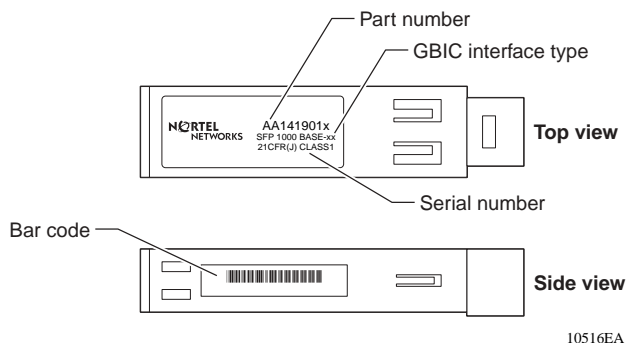 Part number
GBIC interface type
NORTEL
NETWORKS
AA141901x
SFP 1000 BASE-xx
21CFR(J) CLASS1
Top view
Serial number
Bar code
Side view
10516EA